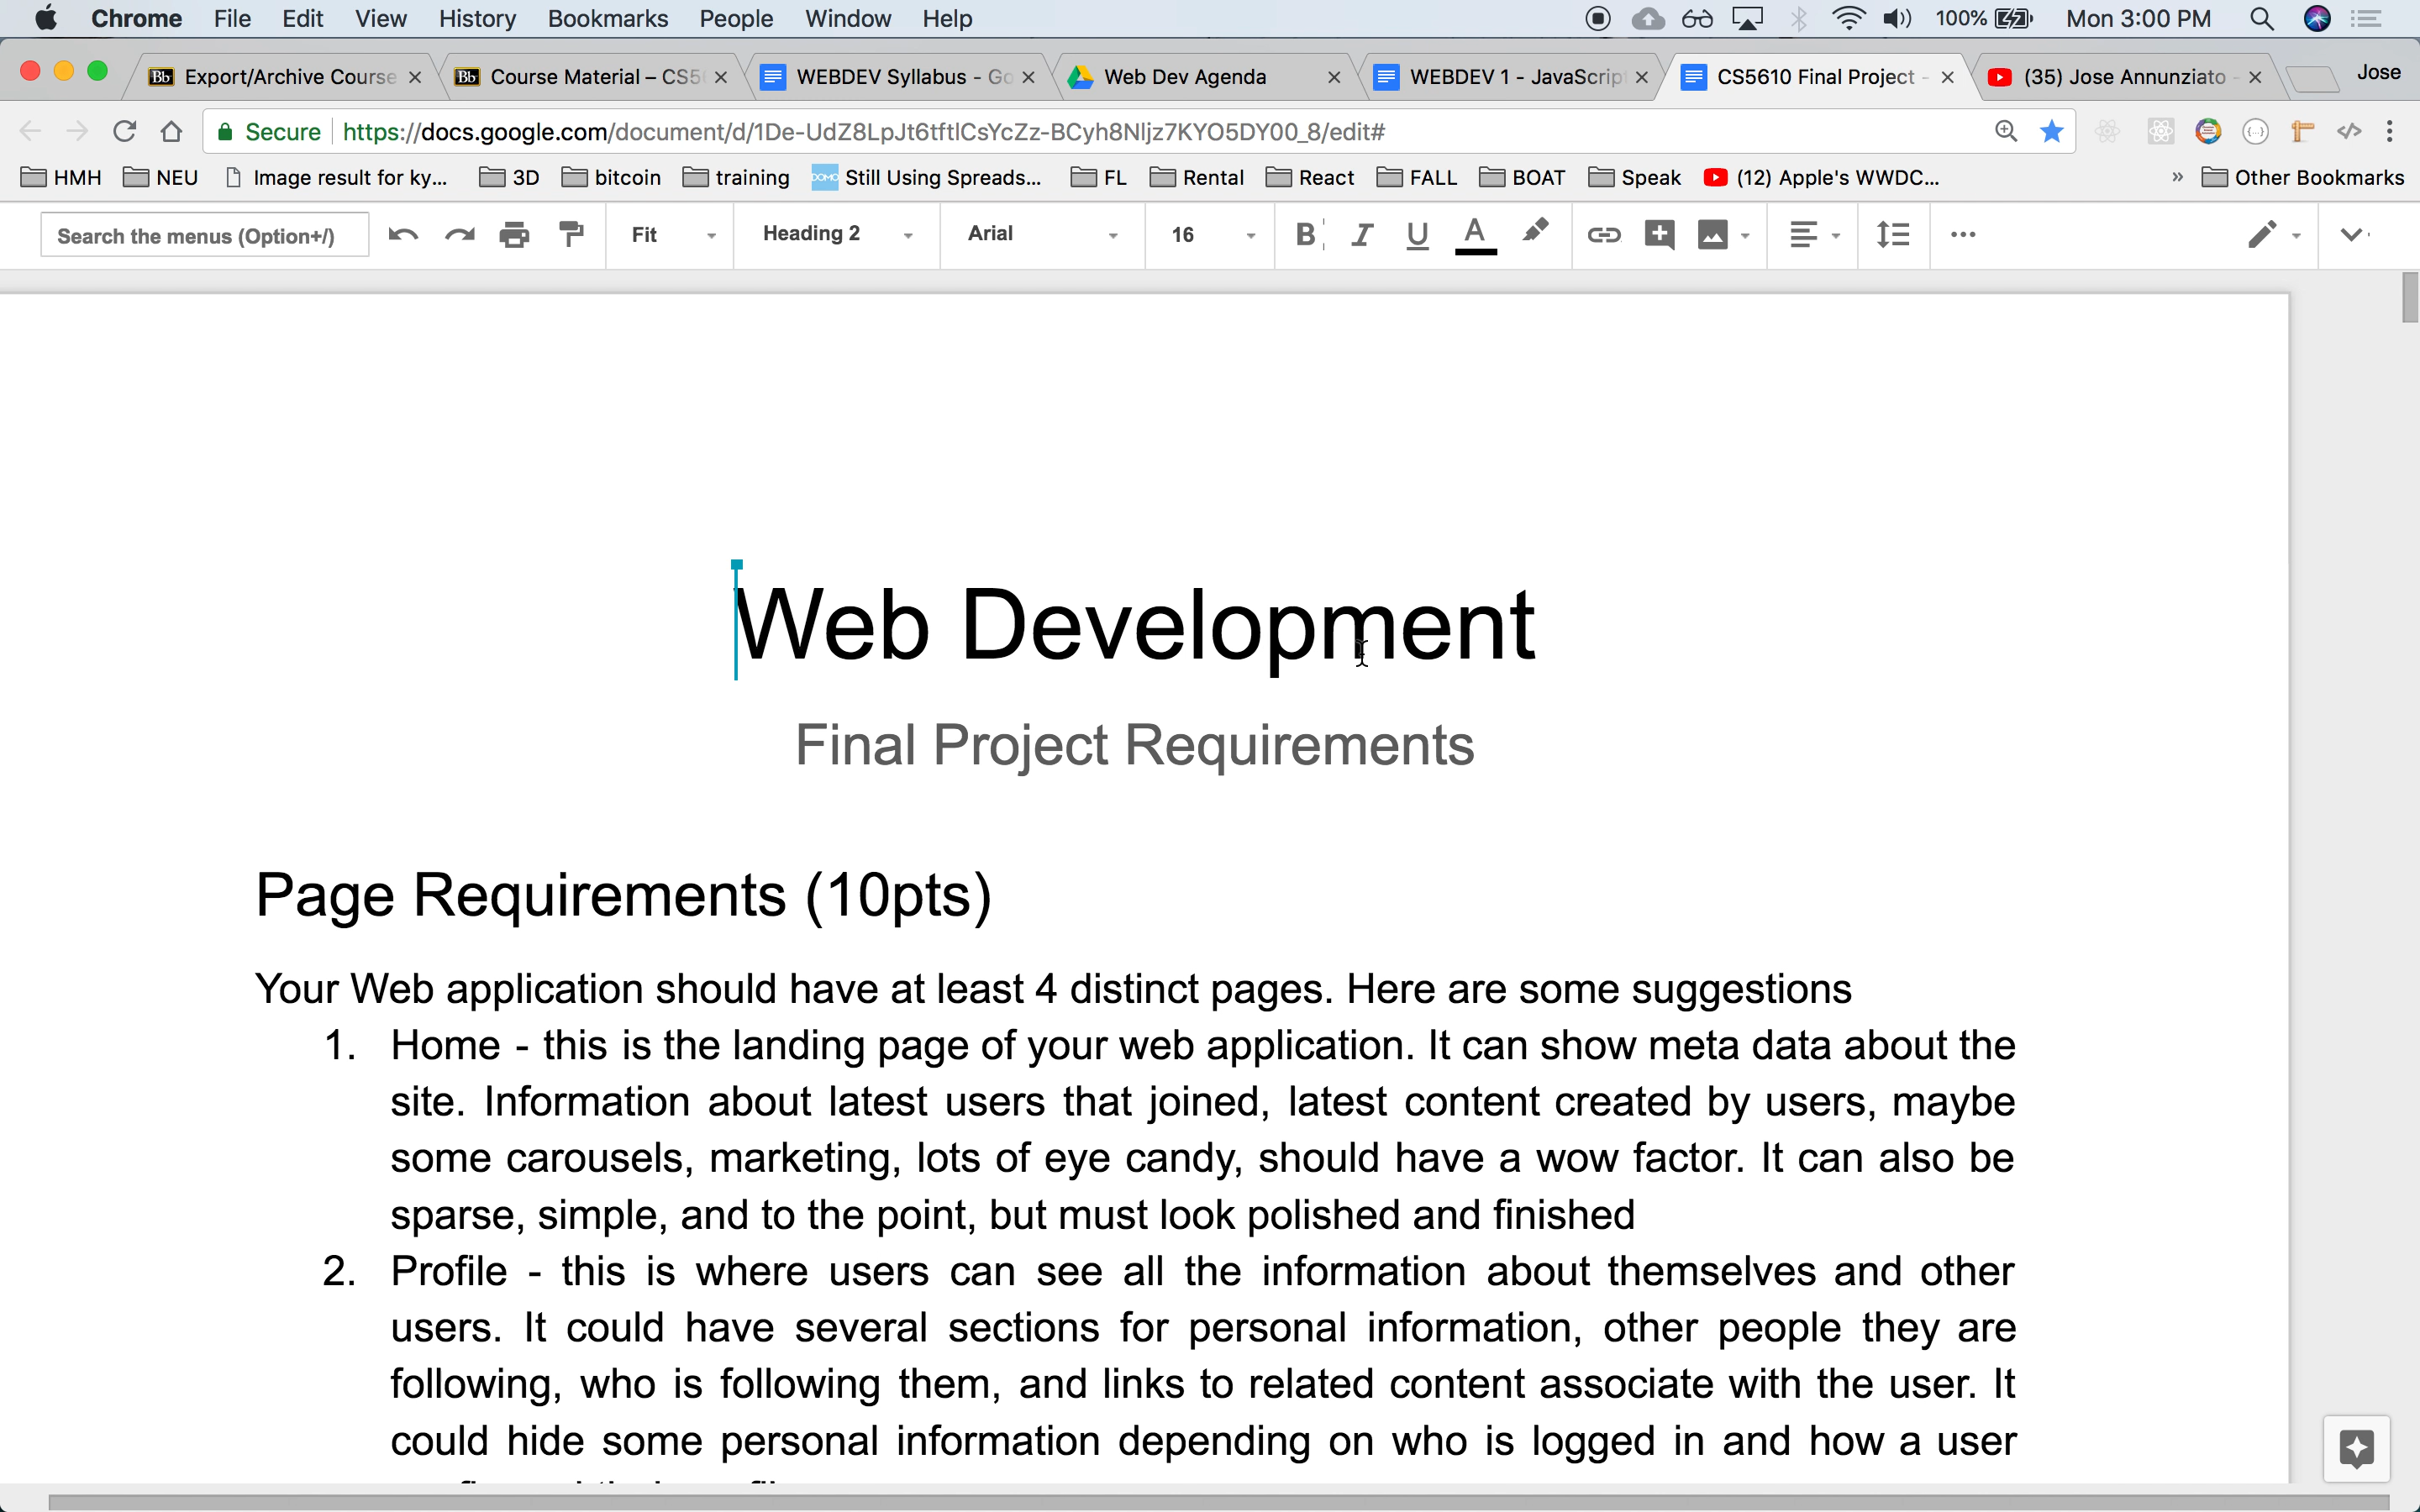 Chrome File Edit View History Bookmarks People Window Help 100% Mon 3:00 PM
Export/Archive Course Course Material – CS5 WEBDEV Syllabus - Go Web Dev Agenda WEBDEV 1 - JavaScrip CS5610 Final Project - (35) Jose Annunziato - Jose
Secure https://docs.google.com/document/d/1De-UdZ8LpJt6tftlCsYcZz-BCyh8Nljz7KYO5DY00_8/edit#
HMH NEU Image result for ky... 3D bitcoin training DOMO Still Using Spreads... FL Rental React FALL BOAT Speak (12) Apple's WWDC... » Other Bookmarks
Search the menus (Option+/) Fit Heading 2 Arial 16 B I U A
Web Development
Final Project Requirements
Page Requirements (10pts)
Your Web application should have at least 4 distinct pages. Here are some suggestions
1. Home - this is the landing page of your web application. It can show meta data about the
site. Information about latest users that joined, latest content created by users, maybe
some carousels, marketing, lots of eye candy, should have a wow factor. It can also be
sparse, simple, and to the point, but must look polished and finished
2. Profile - this is where users can see all the information about themselves and other
users. It could have several sections for personal information, other people they are
following, who is following them, and links to related content associate with the user. It
could hide some personal information depending on who is logged in and how a user